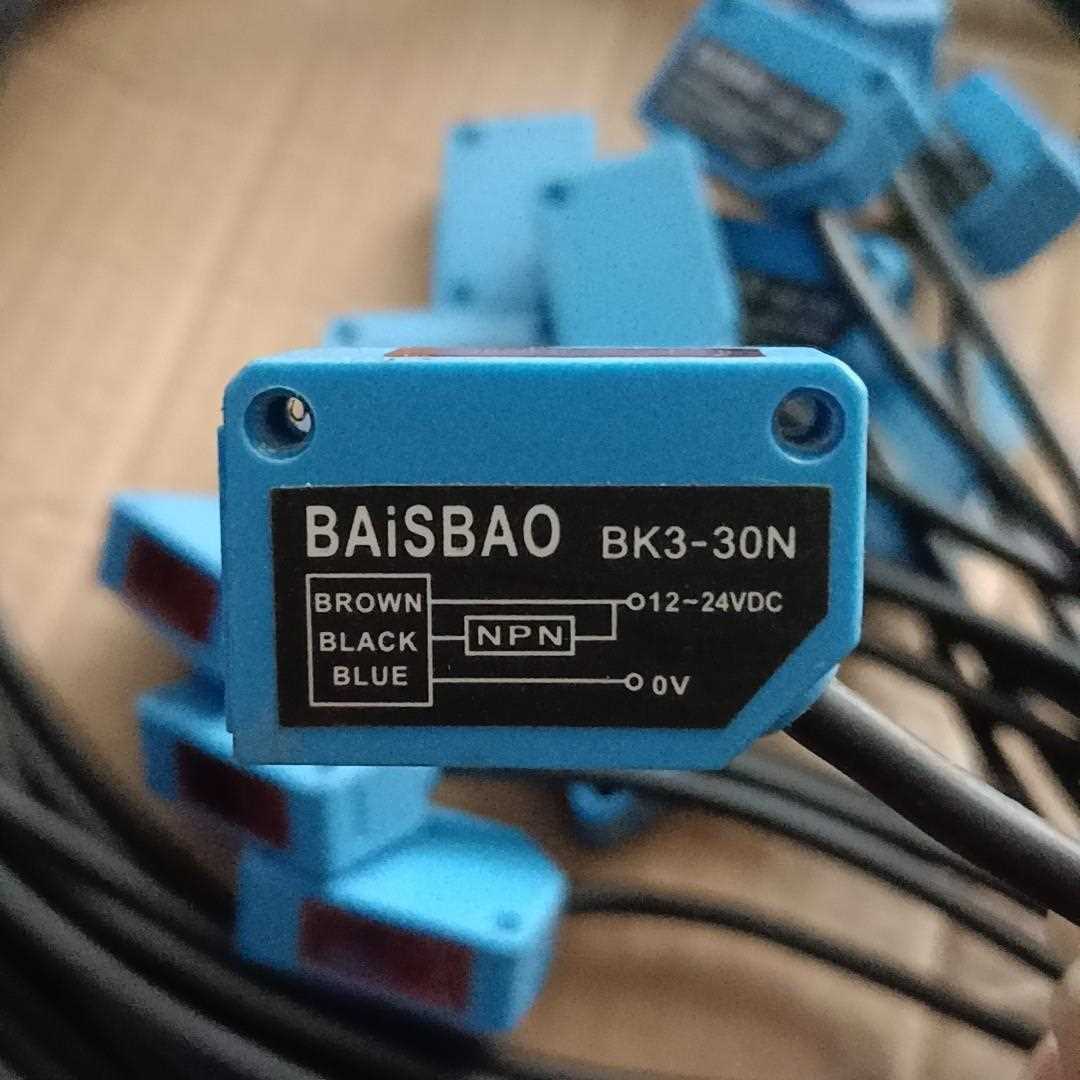 BAiSBAO BK3-30N
BROWN 12~24VDC
BLACK NPN
BLUE 0V